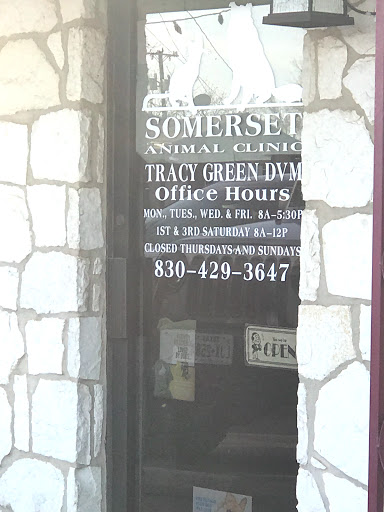 SOMERSET
ANIMAL CLINIC
TRACY GREEN DVM
Office Hours
MON., TUES., WED. & FRI. 8A-5:30P
1ST & 3RD SATURDAY 8A-12P
CLOSED THURSDAYS AND SUNDAYS
830-429-3647
OPEN